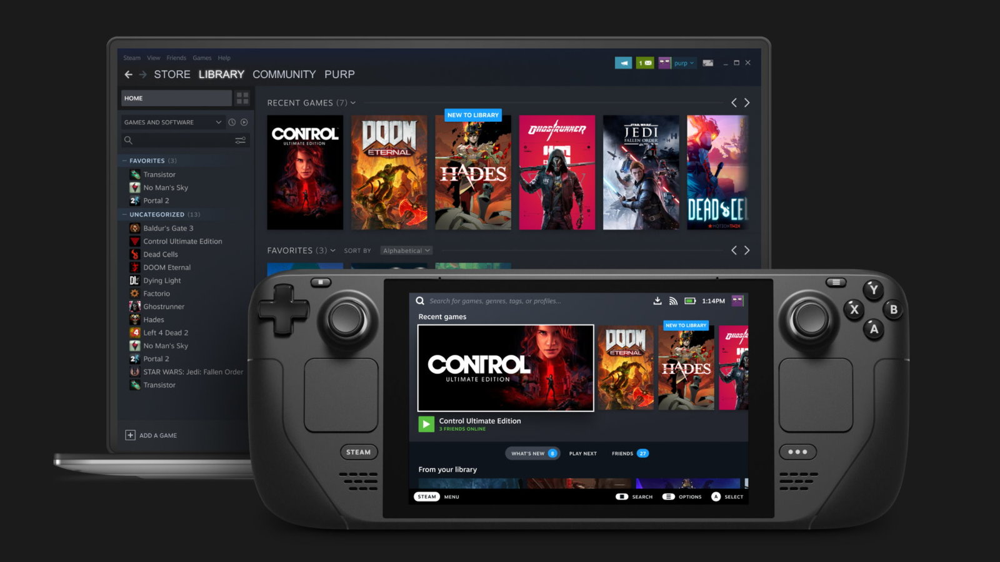 Steam View Friends Games Help
1
purp
STORE LIBRARY COMMUNITY PURP
HOME
GAMES AND SOFTWARE
FAVORITES (3)
Transistor
No Man's Sky
Portal 2
UNCATEGORIZED (13)
Baldur's Gate 3
Control Ultimate Edition
Dead Cells
DOOM Eternal
Dying Light
Factorio
Ghostrunner
Hades
Left 4 Dead 2
No Man's Sky
Portal 2
STAR WARS: Jedi: Fallen Order
Transistor
ADD A GAME
RECENT GAMES (7)
CONTROL
ULTIMATE EDITION
DOOM
ETERNAL
NEW TO LIBRARY
HADES
GHOSTRUNNER
STAR WARS
JEDI
FALLEN ORDER
DEAD CEL
MOTIONTWIN
FAVORITES (3) SORT BY Alphabetical
Search for games, genres, tags, or profiles...
1:14PM
Recent games
CONTROL
ULTIMATE EDITION
DOOM
ETERNAL
NEW TO LIBRARY
HADES
GHOSTR
Control Ultimate Edition
3 FRIENDS ONLINE
WHAT'S NEW 8 PLAY NEXT FRIENDS 27
From your library
STEAM MENU
SEARCH OPTIONS A SELECT
STEAM
Y
X B
A